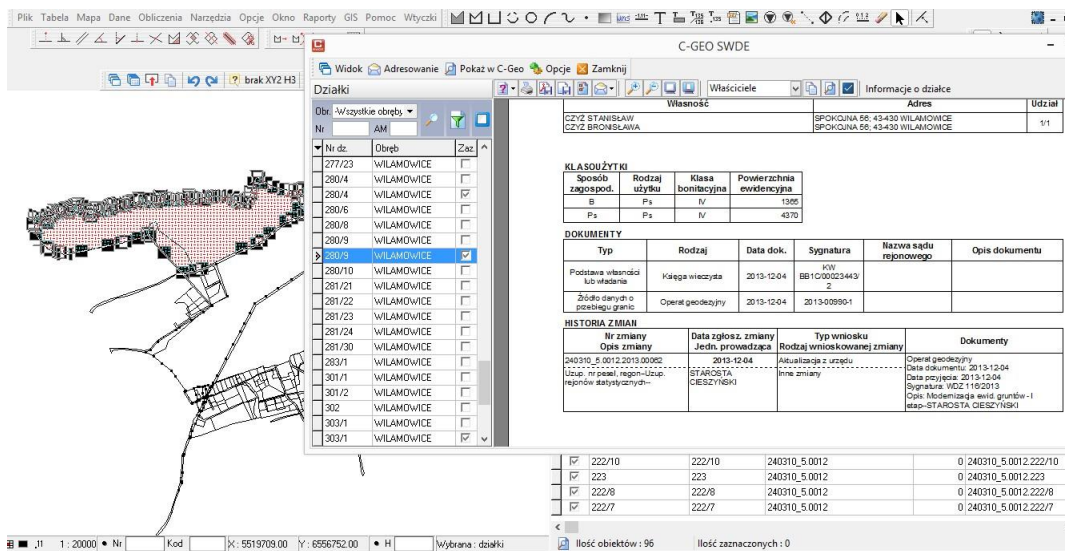 Plik Tabela Mapa Dane Obliczenia Narzędzia Opcje Okno Raporty GIS Pomoc Wtyczki
brak XY2 H3
C-GEO SWDE
Widok Adresowanie Pokaż w C-Geo Opcje Zamknij
Działki
Właściciele
Informacje o działce
Obr. -Wszystkie obręby
Nr AM
Nr dz. Obręb Zaz.
277/23 WILAMOWICE
280/4 WILAMOWICE
280/4 WILAMOWICE
280/6 WILAMOWICE
280/8 WILAMOWICE
280/9 WILAMOWICE
280/9 WILAMOWICE
280/10 WILAMOWICE
281/21 WILAMOWICE
281/22 WILAMOWICE
281/23 WILAMOWICE
281/24 WILAMOWICE
281/30 WILAMOWICE
283/1 WILAMOWICE
301/1 WILAMOWICE
301/2 WILAMOWICE
302 WILAMOWICE
303/1 WILAMOWICE
303/1 WILAMOWICE
Własność Adres Udział
CZYŻ STANISŁAW SPOKOJNA 56; 43-430 WILAMOWICE
CZYŻ BRONISŁAWA SPOKOJNA 56; 43-430 WILAMOWICE
1/1
KLASOUŻYTKI
Sposób zagospod. Rodzaj użytku Klasa bonitacyjna Powierzchnia ewidencyjna
B Ps IV 1366
Ps Ps IV 4370
DOKUMENTY
Typ Rodzaj Data dok. Sygnatura Nazwa sądu rejonowego Opis dokumentu
Podstawa własności lub władania Księga wieczysta 2013-12-04 KW BB1C/00023443/2
Źródło danych o przebiegu granic Operat geodezyjny 2013-12-04 2013-00990-1
HISTORIA ZMIAN
Nr zmiany Data zgłosz. zmiany Typ wniosku Dokumenty
Opis zmiany Jedn. prowadząca Rodzaj wnioskowanej zmiany
240310_5.0012.2013.00062 2013-12-04 Aktualizacja z urzędu
Uzup. nr pesel, regon--Uzup. rejonów statystycznych-- STAROSTA CIESZYŃSKI Inne zmiany
Operat geodezyjny
Data dokumentu: 2013-12-04
Data przyjęcia: 2013-12-04
Sygnatura: WDZ 116/2013
Opis: Modernizacja ewid. gruntów - I
etap--STAROSTA CIESZYŃSKI
222/10 222/10 240310_5.0012 0 240310_5.0012.222/10
223 223 240310_5.0012 0 240310_5.0012.223
222/8 222/8 240310_5.0012 0 240310_5.0012.222/8
222/7 222/7 240310_5.0012 0 240310_5.0012.222/7
1 : 20000 Nr Kod X : 5519709.00 Y : 6556752.00 H Wybrana : działki
Ilość obiektów : 96 Ilość zaznaczonych : 0